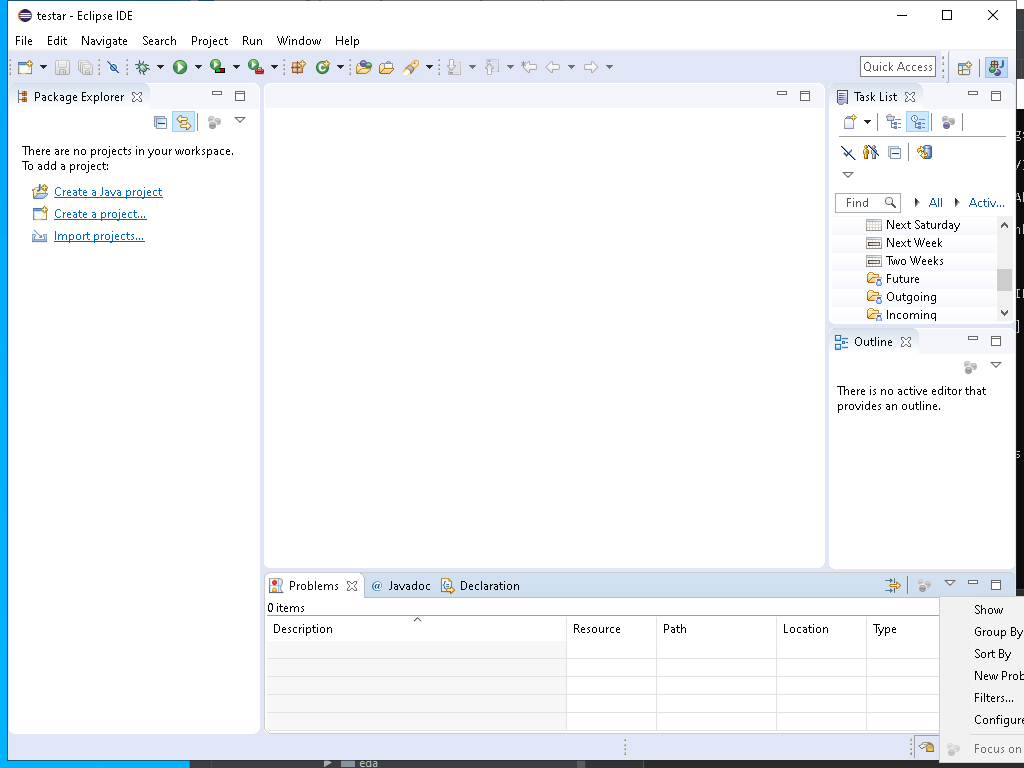 testar - Eclipse IDE
File Edit Navigate Search Project Run Window Help
Quick Access
Package Explorer
There are no projects in your workspace.
To add a project:
Create a Java project
Create a project...
Import projects...
Task List
Find All Activ...
Next Saturday
Next Week
Two Weeks
Future
Outgoing
Incoming
Outline
There is no active editor that
provides an outline.
Problems @ Javadoc Declaration
0 items
Description Resource Path Location Type
Show
Group By
Sort By
New Prob
Filters...
Configure
Focus on
eda